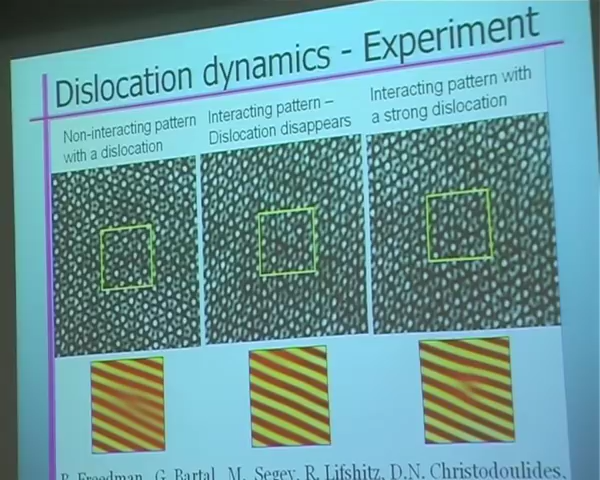 Dislocation dynamics - Experiment
Non-interacting pattern
with a dislocation
Interacting pattern –
Dislocation disappears
Interacting pattern with
a strong dislocation
B. Freedman, G. Bartal, M. Segev, R. Lifshitz, D.N. Christodoulides,